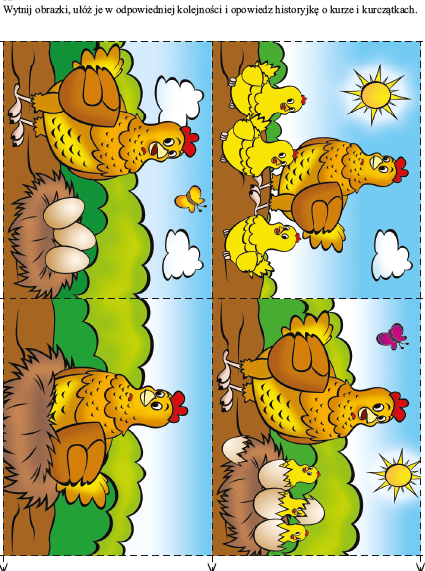 Wytnij obrazki, ułóż je w odpowiedniej kolejności i opowiedz historyjkę o kurze i kurczątkach.